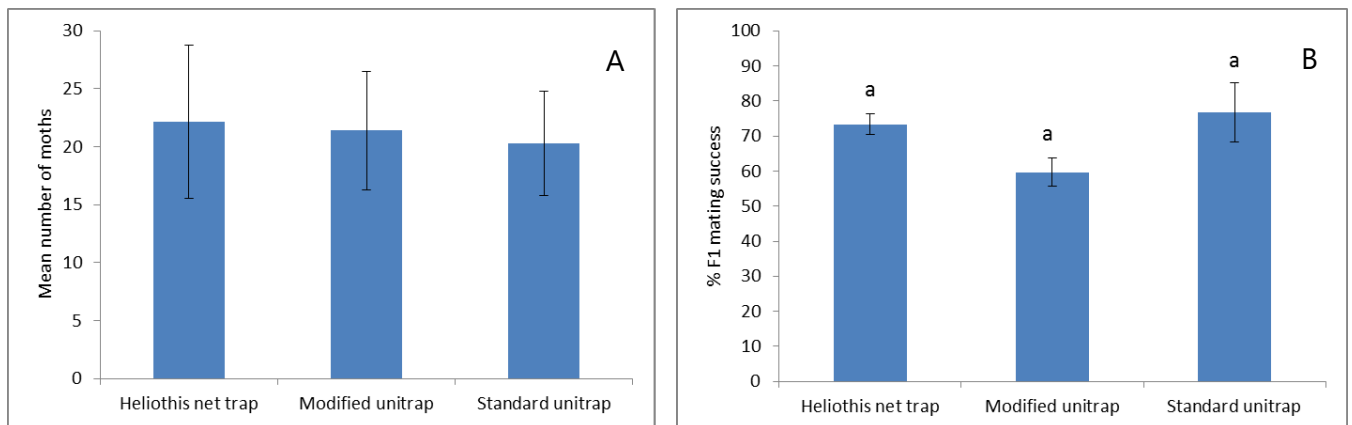 A
Mean number of moths
30
25
20
15
10
5
0
Heliothis net trap
Modified unitrap
Standard unitrap
B
% F1 mating success
100
90
80
70
60
50
40
30
20
10
0
a
a
a
Heliothis net trap
Modified unitrap
Standard unitrap